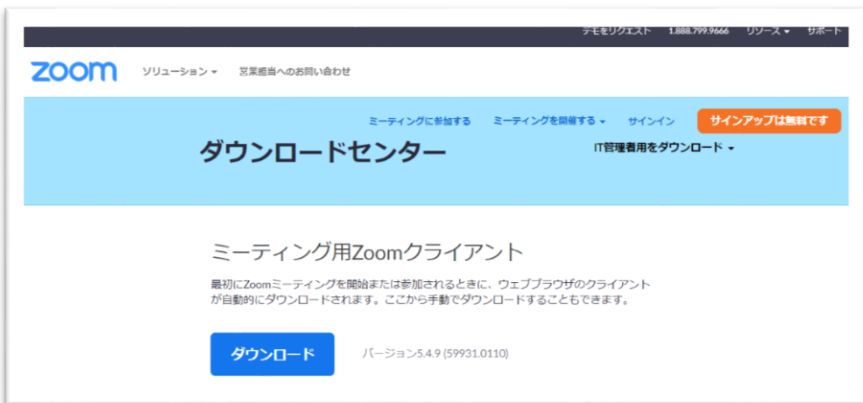 デモをリクエスト 1.888.799.9666 リソース サポート
zoom ソリューション 営業担当へのお問い合わせ
ミーティングに参加する ミーティングを開催する サインイン サインアップは無料です
ダウンロードセンター IT管理者用をダウンロード
ミーティング用Zoomクライアント
最初にZoomミーティングを開始または参加されるときに、ウェブブラウザのクライアント
が自動的にダウンロードされます。ここから手動でダウンロードすることもできます。
ダウンロード バージョン5.4.9 (59931.0110)